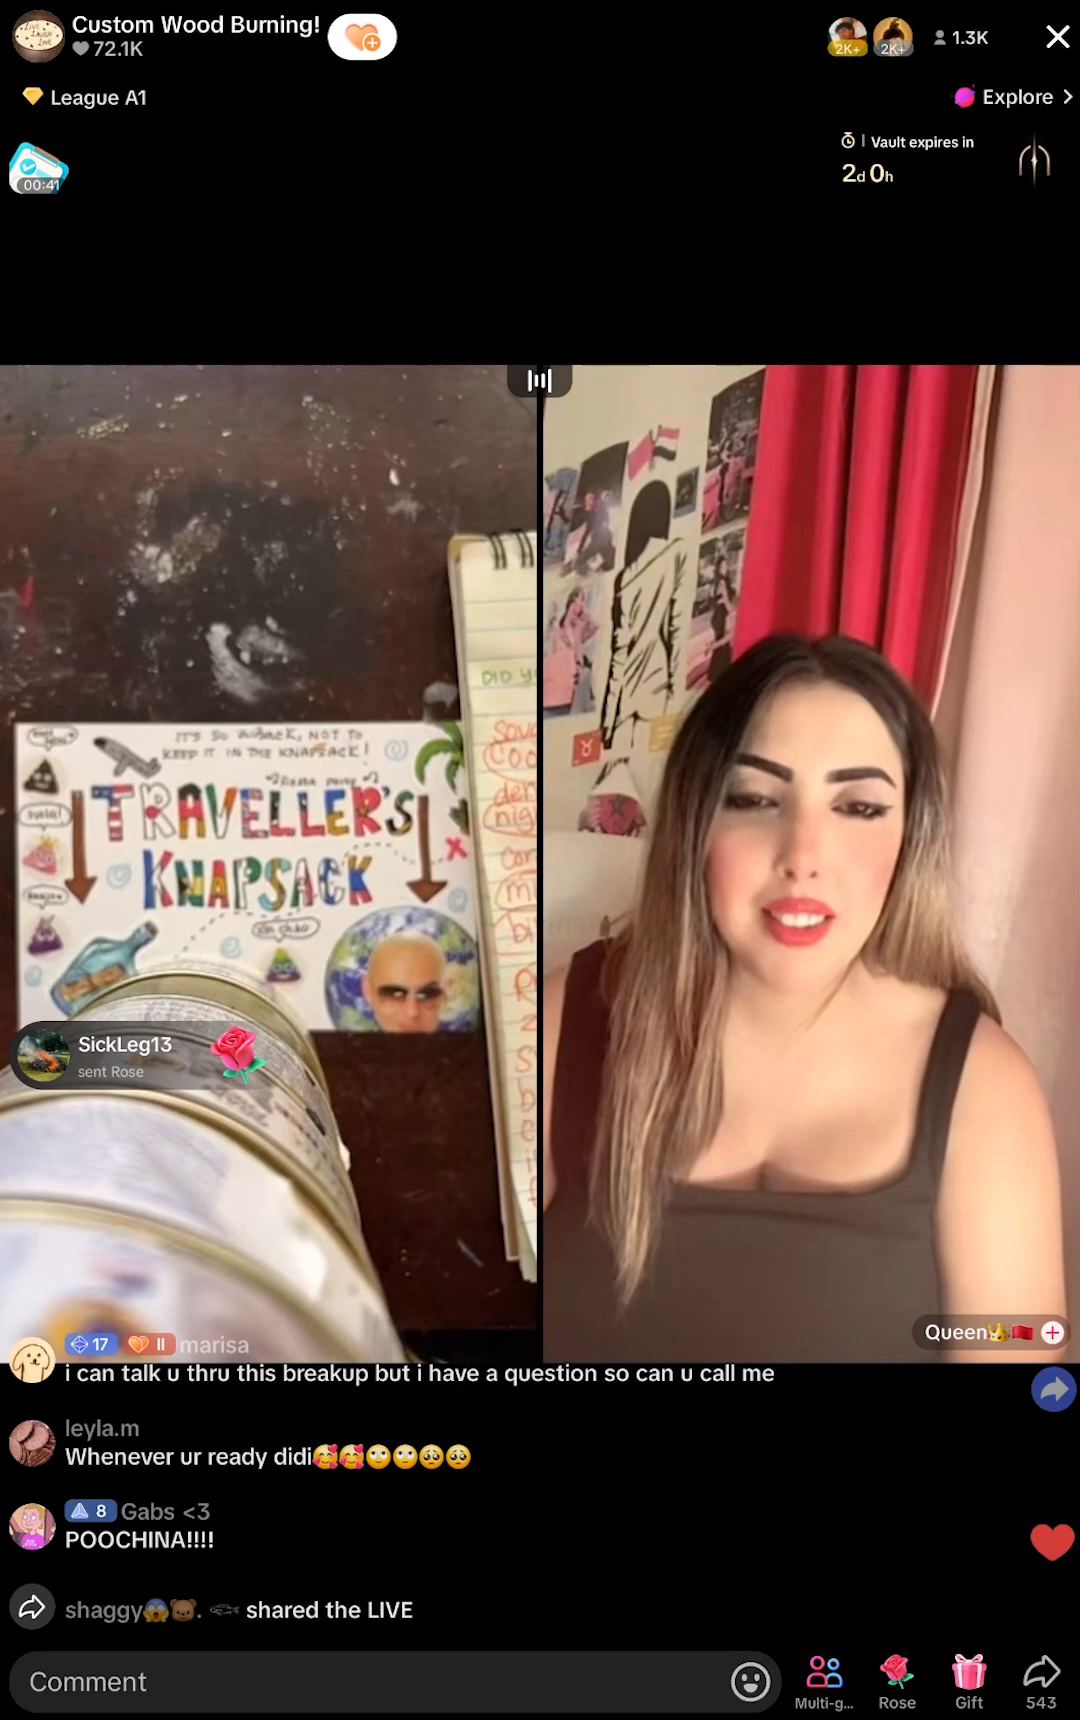 Custom Wood Burning!
72.1K
2K+
2K+
1.3K
League A1
Explore >
00:41
Vault expires in
2d 0h
IT'S SO WHACK, NOT TO
KEEP IT IN THE KNAPSACK!
TRAVELLER'S
KNAPSACK
hola!
DID Y
SickLeg13
sent Rose
Queen
17
II
marisa
i can talk u thru this breakup but i have a question so can u call me
leyla.m
Whenever ur ready didi🥰🥰🙄🙄🥺🥺
8
Gabs <3
POOCHINA!!!!
shaggy😱🐻. shared the LIVE
Comment
Multi-g...
Rose
Gift
543